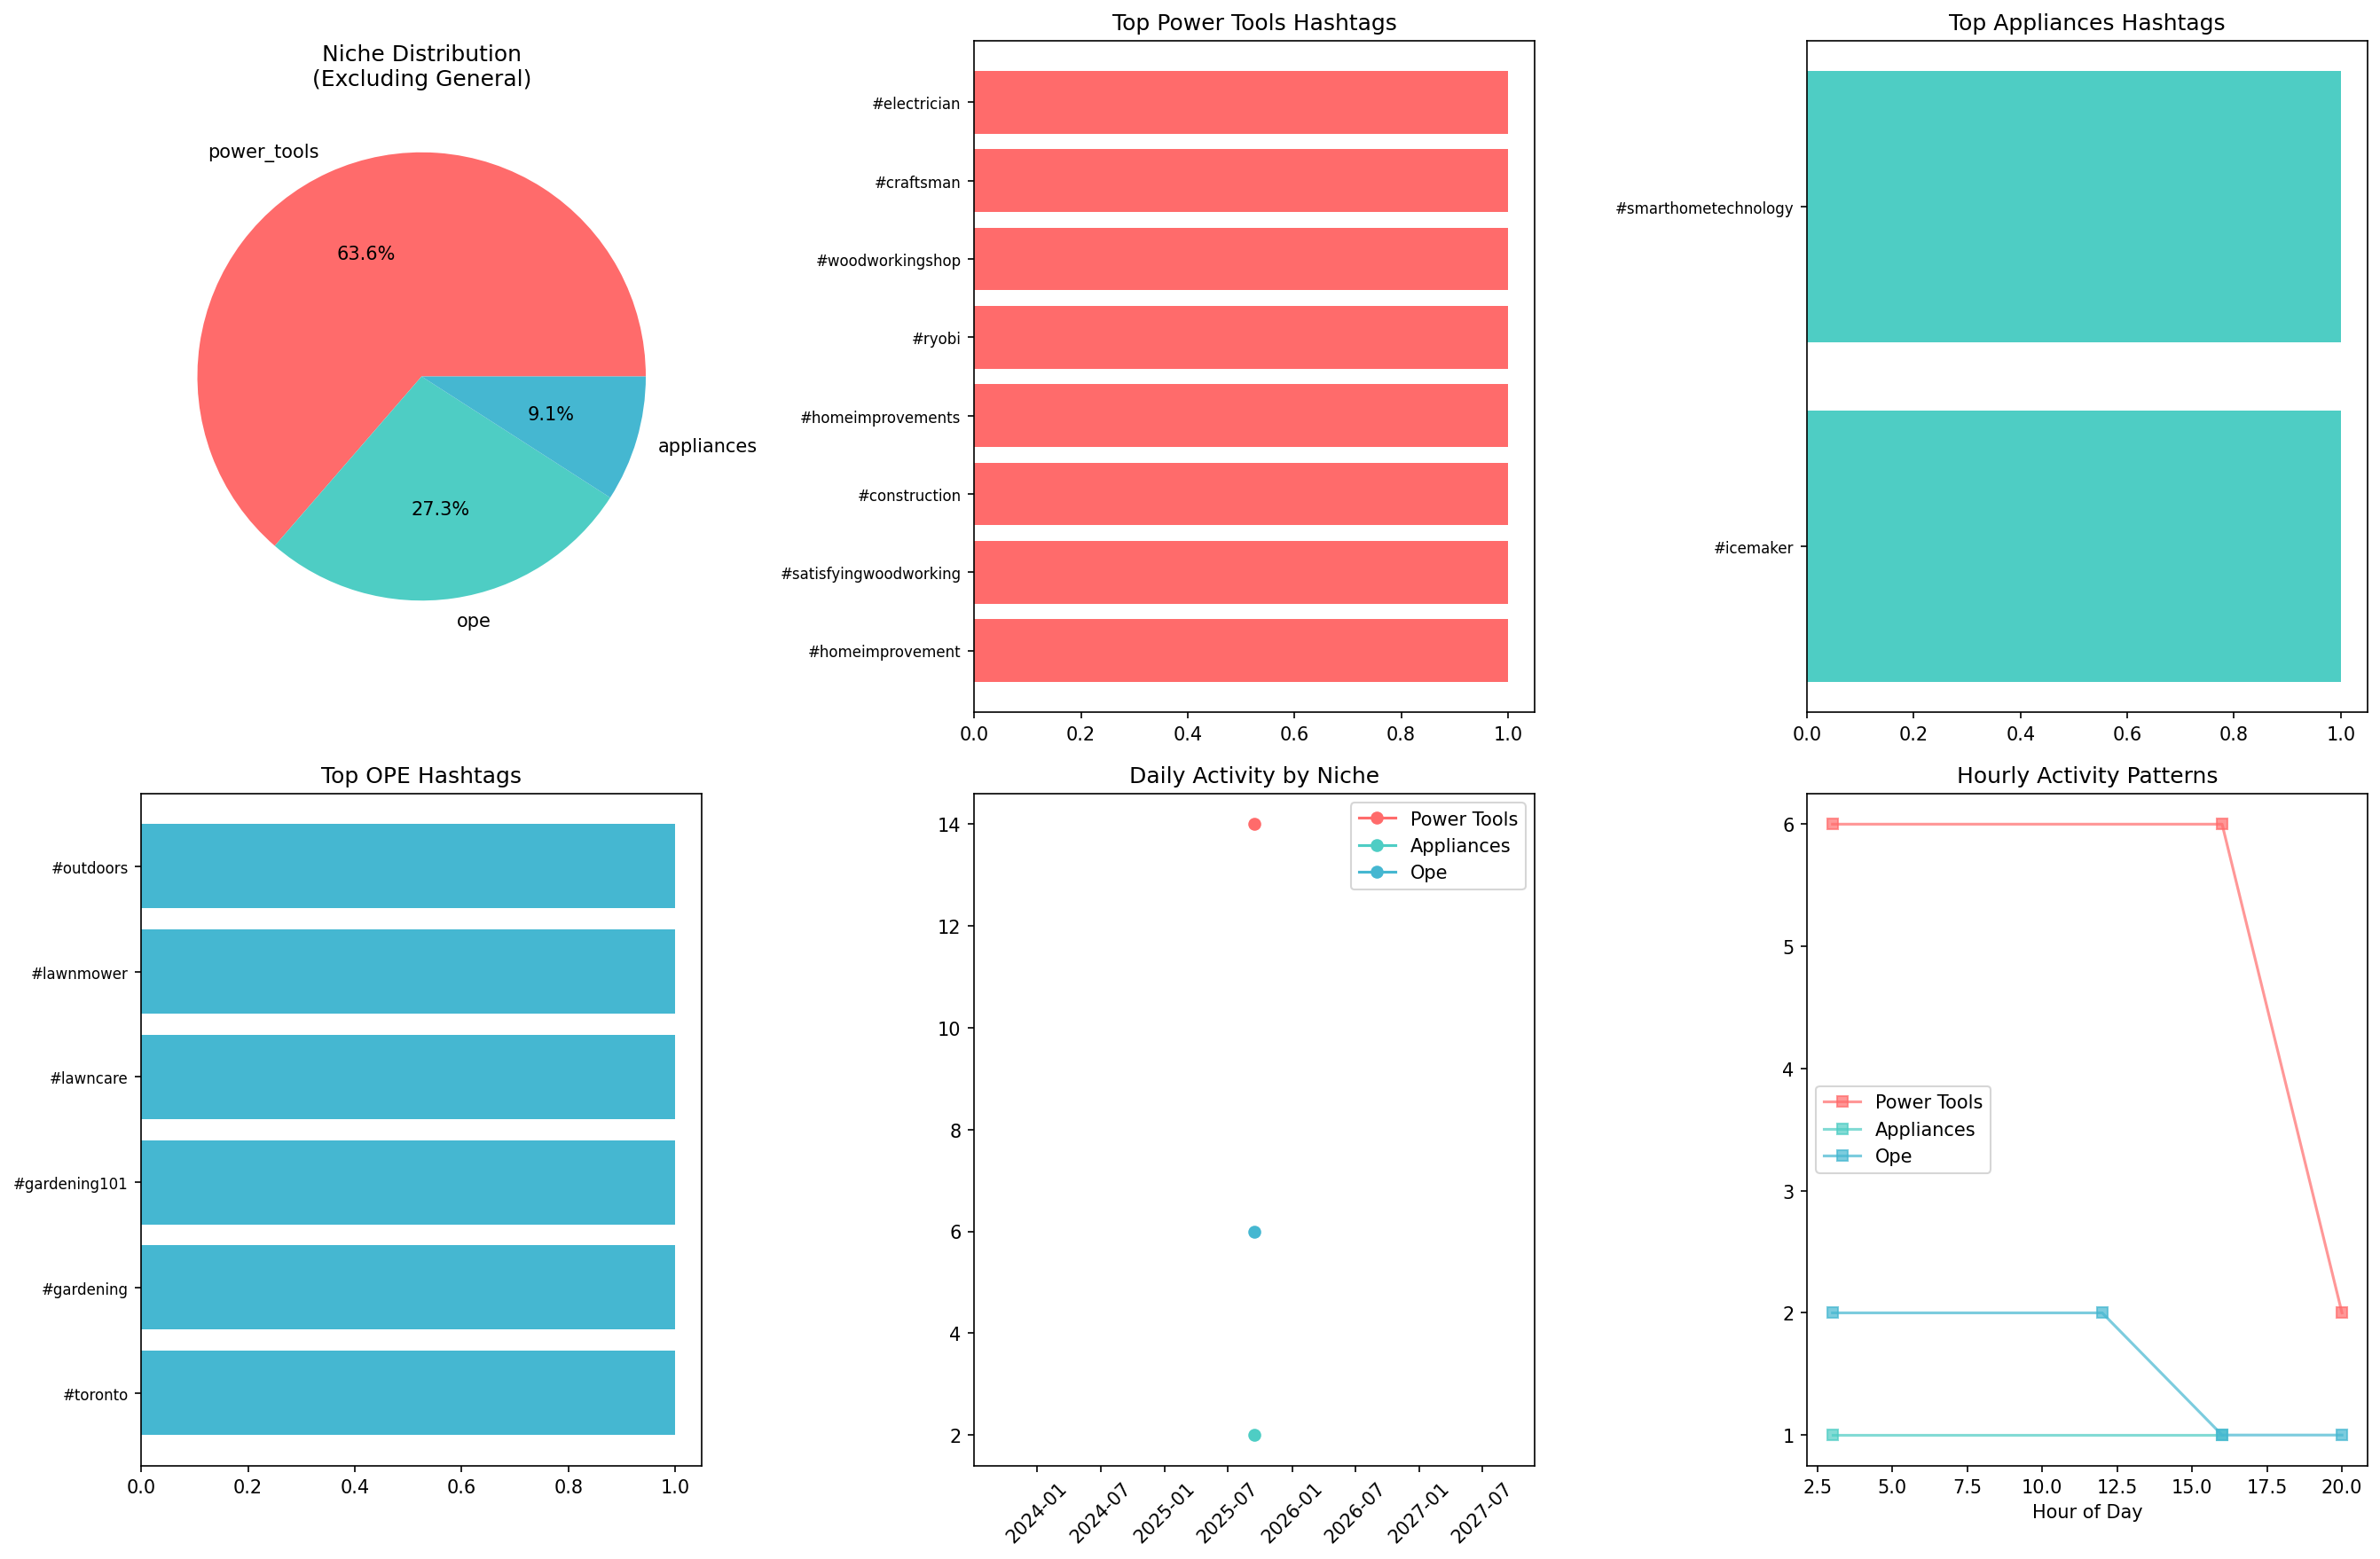 Niche Distribution
(Excluding General)
power_tools
63.6%
9.1%
appliances
27.3%
ope
Top Power Tools Hashtags
#electrician
#craftsman
#woodworkingshop
#ryobi
#homeimprovements
#construction
#satisfyingwoodworking
#homeimprovement
0.0 0.2 0.4 0.6 0.8 1.0
Top Appliances Hashtags
#smarthometechnology
#icemaker
0.0 0.2 0.4 0.6 0.8 1.0
Top OPE Hashtags
#outdoors
#lawnmower
#lawncare
#gardening101
#gardening
#toronto
0.0 0.2 0.4 0.6 0.8 1.0
Daily Activity by Niche
Power Tools
Appliances
Ope
14
12
10
8
6
4
2
2024-01 2024-07 2025-01 2025-07 2026-01 2026-07 2027-01 2027-07
Hourly Activity Patterns
6
5
4
3
2
1
Power Tools
Appliances
Ope
2.5 5.0 7.5 10.0 12.5 15.0 17.5 20.0
Hour of Day